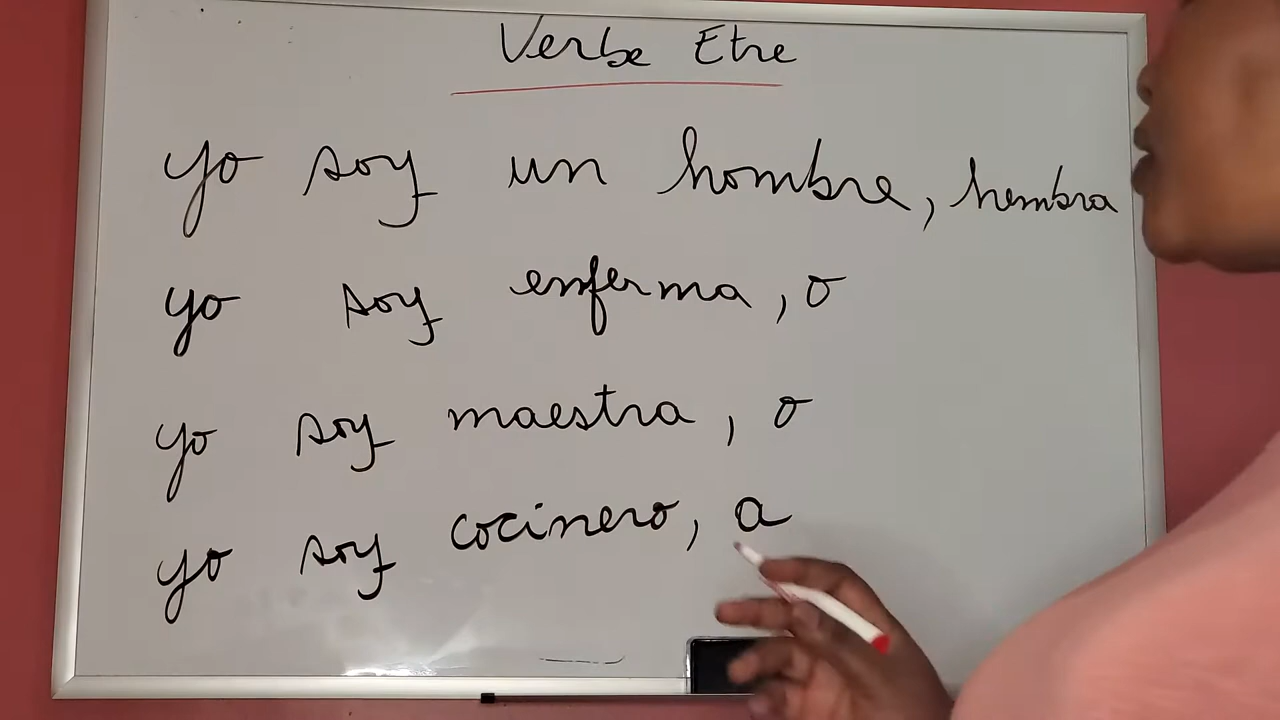 Verbe Etre
yo soy un hombre, hembra
yo soy enferma, o
yo soy maestra, o
yo soy cocinero, a